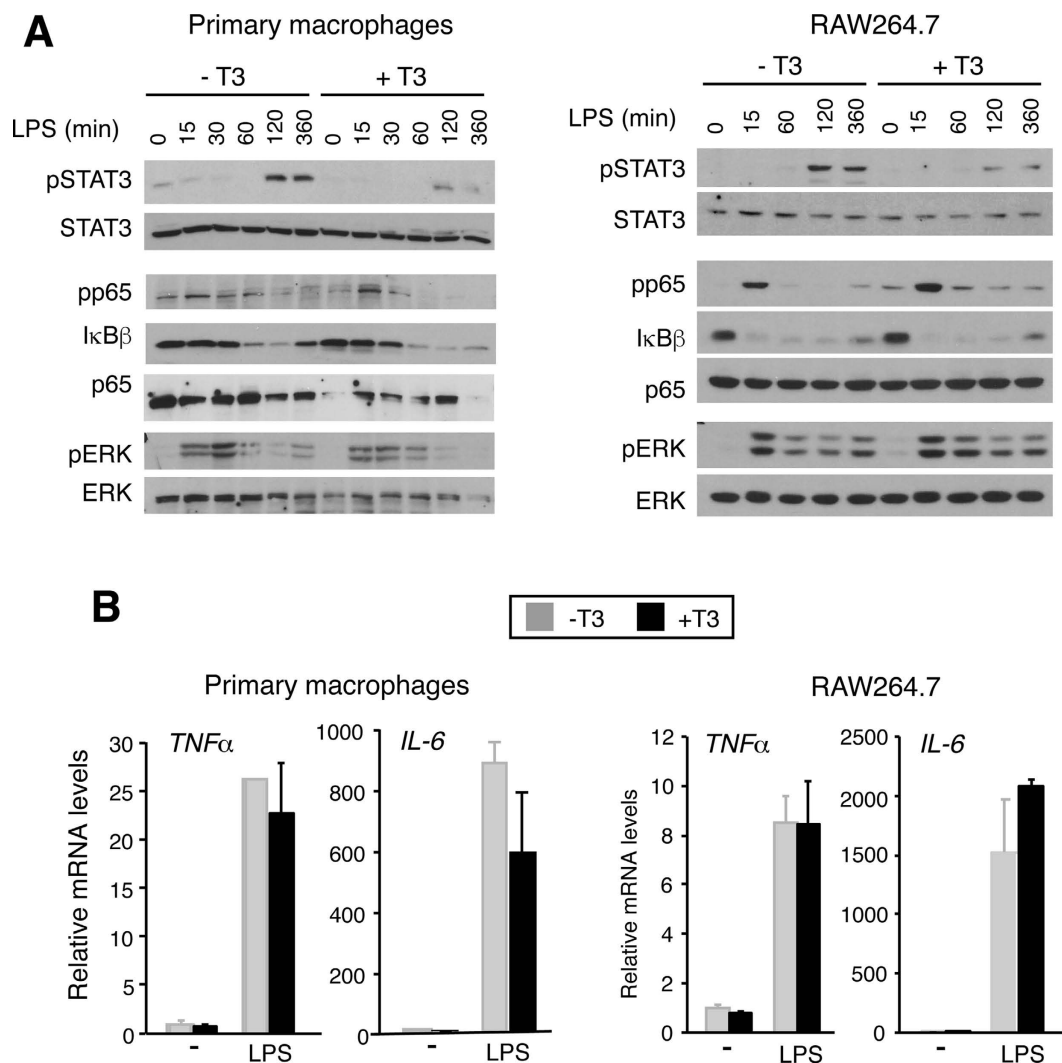 A
Primary macrophages
- T3 + T3
LPS (min) 0 15 30 60 120 360 0 15 30 60 120 360
pSTAT3
STAT3
pp65
IκBβ
p65
pERK
ERK
RAW264.7
- T3 + T3
LPS (min) 0 15 60 120 360 0 15 60 120 360
pSTAT3
STAT3
pp65
IκBβ
p65
pERK
ERK
B
-T3 +T3
Primary macrophages
Relative mRNA levels
TNFα
30
25
20
15
10
5
0
- LPS
IL-6
1000
800
600
400
200
0
- LPS
RAW264.7
Relative mRNA levels
TNFα
12
10
8
6
4
2
0
- LPS
IL-6
2500
2000
1500
1000
500
0
- LPS